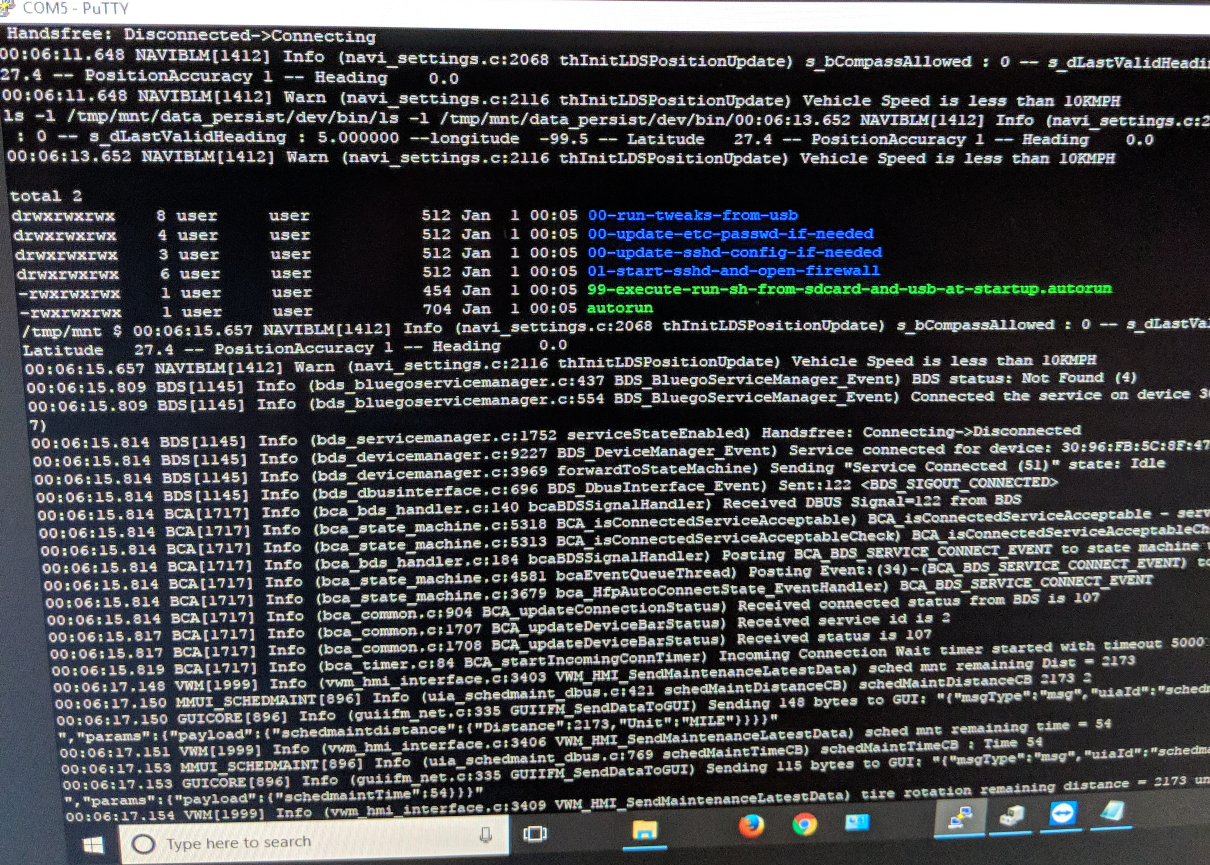 COM5 - PuTTY
Handsfree: Disconnected->Connecting
00:06:11.648 NAVIBLM[1412] Info (navi_settings.c:2068 thInitLDSPositionUpdate) s_bCompassAllowed : 0 -- s_dLastValidHeadin
27.4 -- PositionAccuracy 1 -- Heading    0.0
00:06:11.648 NAVIBLM[1412] Warn (navi_settings.c:2116 thInitLDSPositionUpdate) Vehicle Speed is less than 10KMPH
ls -l /tmp/mnt/data_persist/dev/bin/ls -l /tmp/mnt/data_persist/dev/bin/00:06:13.652 NAVIBLM[1412] Info (navi_settings.c:2
: 0 -- s_dLastValidHeading : 5.000000 --longitude  -99.5 -- Latitude   27.4 -- PositionAccuracy 1 -- Heading    0.0
00:06:13.652 NAVIBLM[1412] Warn (navi_settings.c:2116 thInitLDSPositionUpdate) Vehicle Speed is less than 10KMPH
total 2
drwxrwxrwx    8 user     user          512 Jan  1 00:05 00-run-tweaks-from-usb
drwxrwxrwx    4 user     user          512 Jan  1 00:05 00-update-etc-passwd-if-needed
drwxrwxrwx    3 user     user          512 Jan  1 00:05 00-update-sshd-config-if-needed
drwxrwxrwx    6 user     user          512 Jan  1 00:05 01-start-sshd-and-open-firewall
-rwxrwxrwx    1 user     user          454 Jan  1 00:05 99-execute-run-sh-from-sdcard-and-usb-at-startup.autorun
-rwxrwxrwx    1 user     user          704 Jan  1 00:05 autorun
/tmp/mnt $ 00:06:15.657 NAVIBLM[1412] Info (navi_settings.c:2068 thInitLDSPositionUpdate) s_bCompassAllowed : 0 -- s_dLastVal
Latitude   27.4 -- PositionAccuracy 1 -- Heading    0.0
00:06:15.657 NAVIBLM[1412] Warn (navi_settings.c:2116 thInitLDSPositionUpdate) Vehicle Speed is less than 10KMPH
00:06:15.809 BDS[1145] Info (bds_bluegoservicemanager.c:437 BDS_BluegoServiceManager_Event) BDS status: Not Found (4)
00:06:15.809 BDS[1145] Info (bds_bluegoservicemanager.c:554 BDS_BluegoServiceManager_Event) Connected the service on device 30
7)
00:06:15.814 BDS[1145] Info (bds_servicemanager.c:1752 serviceStateEnabled) Handsfree: Connecting->Disconnected
00:06:15.814 BDS[1145] Info (bds_devicemanager.c:9227 BDS_DeviceManager_Event) Service connected for device: 30:96:FB:5C:8F:47
00:06:15.814 BDS[1145] Info (bds_devicemanager.c:3969 forwardToStateMachine) Sending "Service Connected (51)" state: Idle
00:06:15.814 BDS[1145] Info (bds_dbusinterface.c:696 BDS_DbusInterface_Event) Sent:122 <BDS_SIGOUT_CONNECTED>
00:06:15.814 BCA[1717] Info (bca_bds_handler.c:140 bcaBDSSignalHandler) Received DBUS Signal=122 from BDS
00:06:15.814 BCA[1717] Info (bca_state_machine.c:5318 BCA_isConnectedServiceAcceptable) BCA_isConnectedServiceAcceptable - serv
00:06:15.814 BCA[1717] Info (bca_state_machine.c:5313 BCA_isConnectedServiceAcceptableCheck) BCA_isConnectedServiceAcceptableCh
00:06:15.814 BCA[1717] Info (bca_bds_handler.c:184 bcaBDSSignalHandler) Posting BCA_BDS_SERVICE_CONNECT_EVENT to state machine
00:06:15.814 BCA[1717] Info (bca_state_machine.c:4581 bcaEventQueueThread) Posting Event:(34)-(BCA_BDS_SERVICE_CONNECT_EVENT) to
00:06:15.814 BCA[1717] Info (bca_state_machine.c:3679 bca_HfpAutoConnectState_EventHandler) BCA_BDS_SERVICE_CONNECT_EVENT
00:06:15.814 BCA[1717] Info (bca_common.c:904 BCA_updateConnectionStatus) Received connected status from BDS is 107
00:06:15.817 BCA[1717] Info (bca_common.c:1707 BCA_updateDeviceBarStatus) Received service id is 2
00:06:15.817 BCA[1717] Info (bca_common.c:1708 BCA_updateDeviceBarStatus) Received status is 107
00:06:15.819 BCA[1717] Info (bca_timer.c:84 BCA_startIncomingConnTimer) Incoming Connection Wait timer started with timeout 5000
00:06:17.148 VWM[1999] Info (vwm_hmi_interface.c:3403 VWM_HMI_SendMaintenanceLatestData) sched mnt remaining Dist = 2173
00:06:17.150 MMUI_SCHEDMAINT[896] Info (uia_schedmaint_dbus.c:421 schedMaintDistanceCB) schedMaintDistanceCB 2173 2
00:06:17.150 GUICORE[896] Info (guiifm_net.c:335 GUIIFM_SendDataToGUI) Sending 148 bytes to GUI: "{"msgType":"msg","uiaId":"schedm
","params":{"payload":{"schedmaintdistance":{"Distance":2173,"Unit":"MILE"}}}}"
00:06:17.151 VWM[1999] Info (vwm_hmi_interface.c:3406 VWM_HMI_SendMaintenanceLatestData) sched mnt remaining time = 54
00:06:17.153 MMUI_SCHEDMAINT[896] Info (uia_schedmaint_dbus.c:769 schedMaintTimeCB) schedMaintTimeCB : Time 54
00:06:17.153 GUICORE[896] Info (guiifm_net.c:335 GUIIFM_SendDataToGUI) Sending 115 bytes to GUI: "{"msgType":"msg","uiaId":"schedma
","params":{"payload":{"schedmaintTime":54}}}"
00:06:17.154 VWM[1999] Info (vwm_hmi_interface.c:3409 VWM_HMI_SendMaintenanceLatestData) tire rotation remaining distance = 2173 un
Type here to search